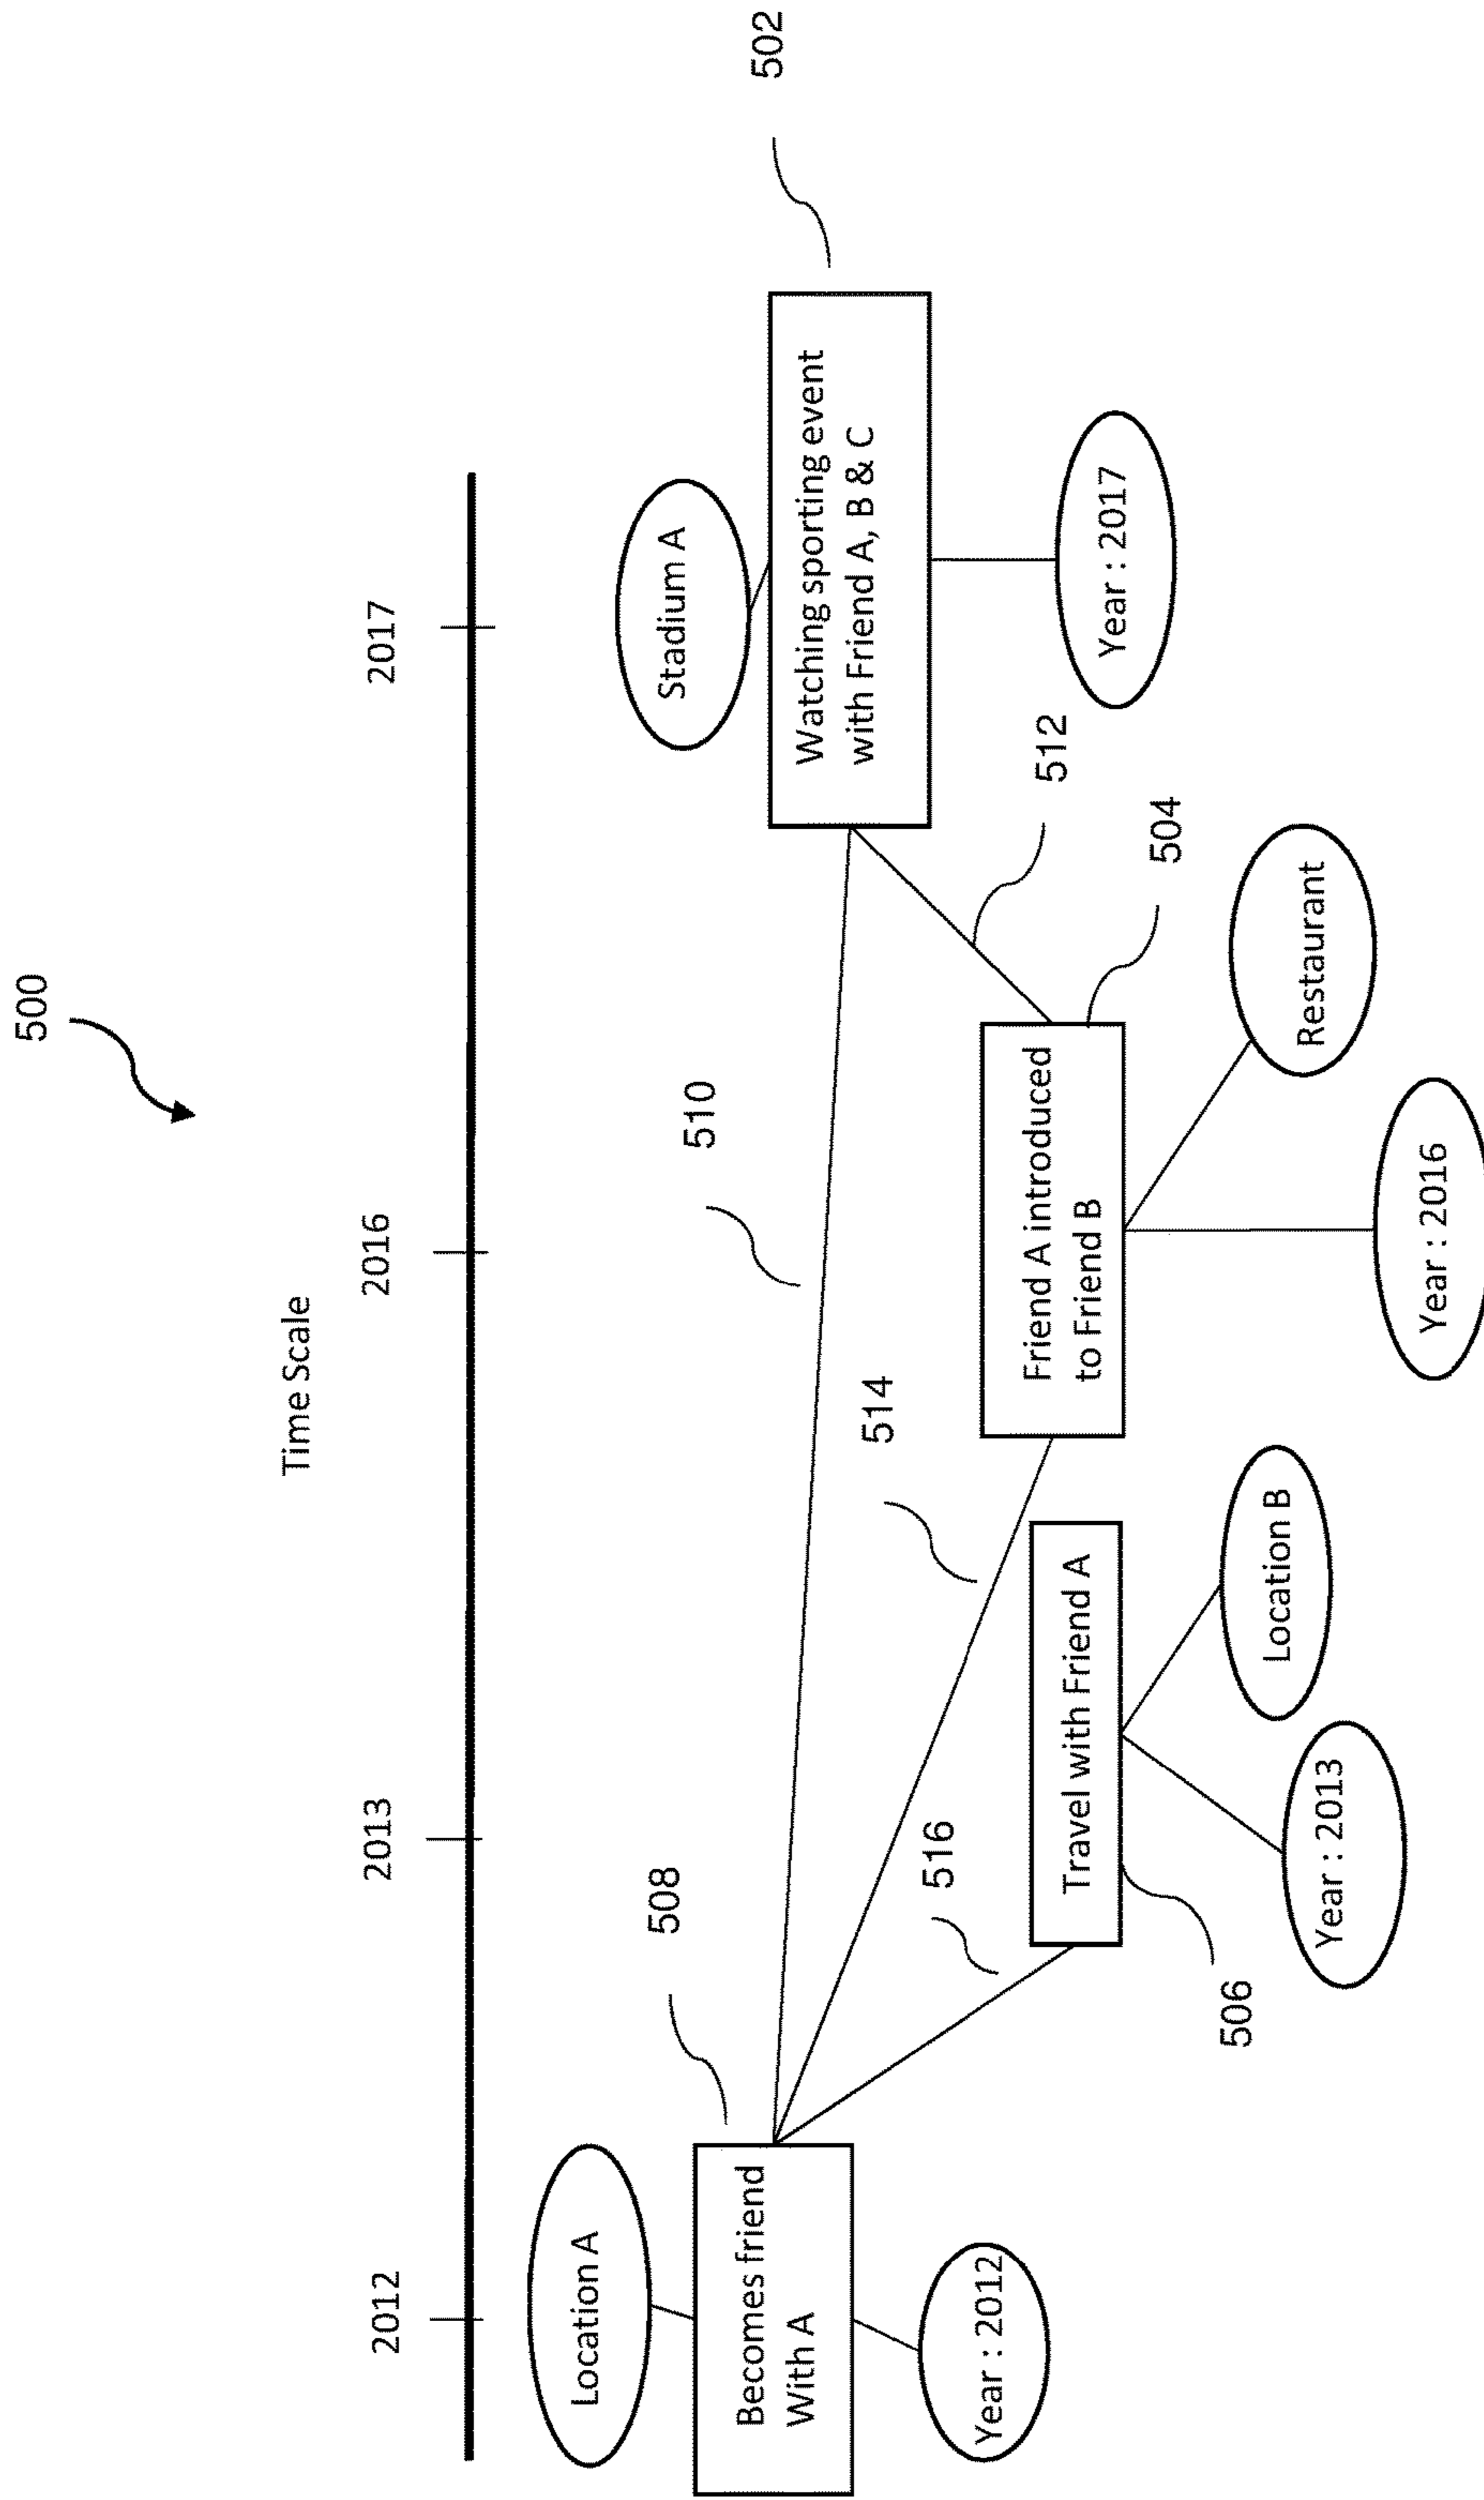 500
Time Scale
2012
2013
2016
2017
Location A
508
Becomes friend
With A
Year : 2012
510
514
516
Travel with Friend A
506
Year : 2013
Location B
Friend A introduced
to Friend B
504
Restaurant
Year : 2016
512
Stadium A
Watching sporting event
with Friend A, B & C
502
Year : 2017